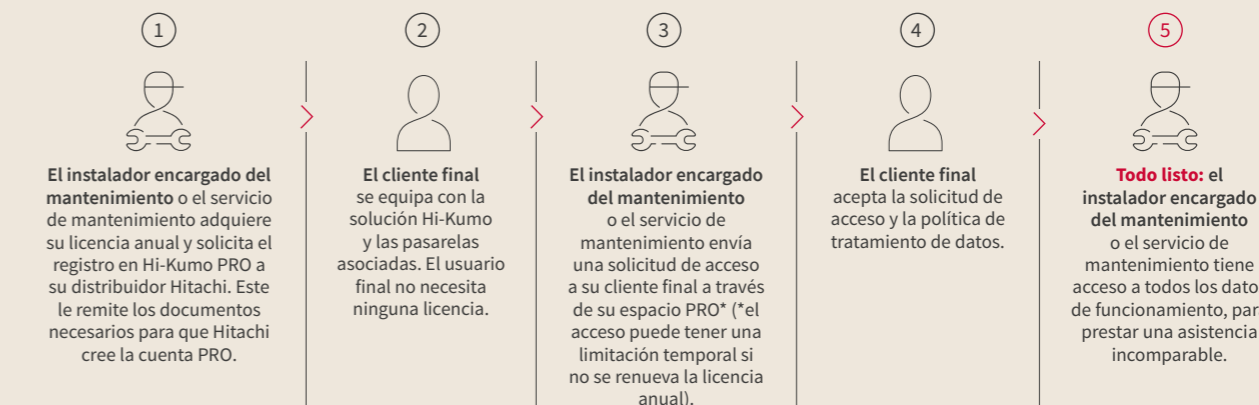 1
El instalador encargado del
mantenimiento o el servicio
de mantenimiento adquiere
su licencia anual y solicita el
registro en Hi-Kumo PRO a
su distribuidor Hitachi. Este
le remite los documentos
necesarios para que Hitachi
cree la cuenta PRO.
2
El cliente final
se equipa con la
solución Hi-Kumo
y las pasarelas
asociadas. El usuario
final no necesita
ninguna licencia.
3
El instalador encargado
del mantenimiento
o el servicio de
mantenimiento envía
una solicitud de acceso
a su cliente final a través
de su espacio PRO* (*el
acceso puede tener una
limitación temporal si
no se renueva la licencia
anual).
4
El cliente final
acepta la solicitud de
acceso y la política de
tratamiento de datos.
5
Todo listo: el
instalador encargado
del mantenimiento
o el servicio de
mantenimiento tiene
acceso a todos los dato
de funcionamiento, par
prestar una asistencia
incomparable.